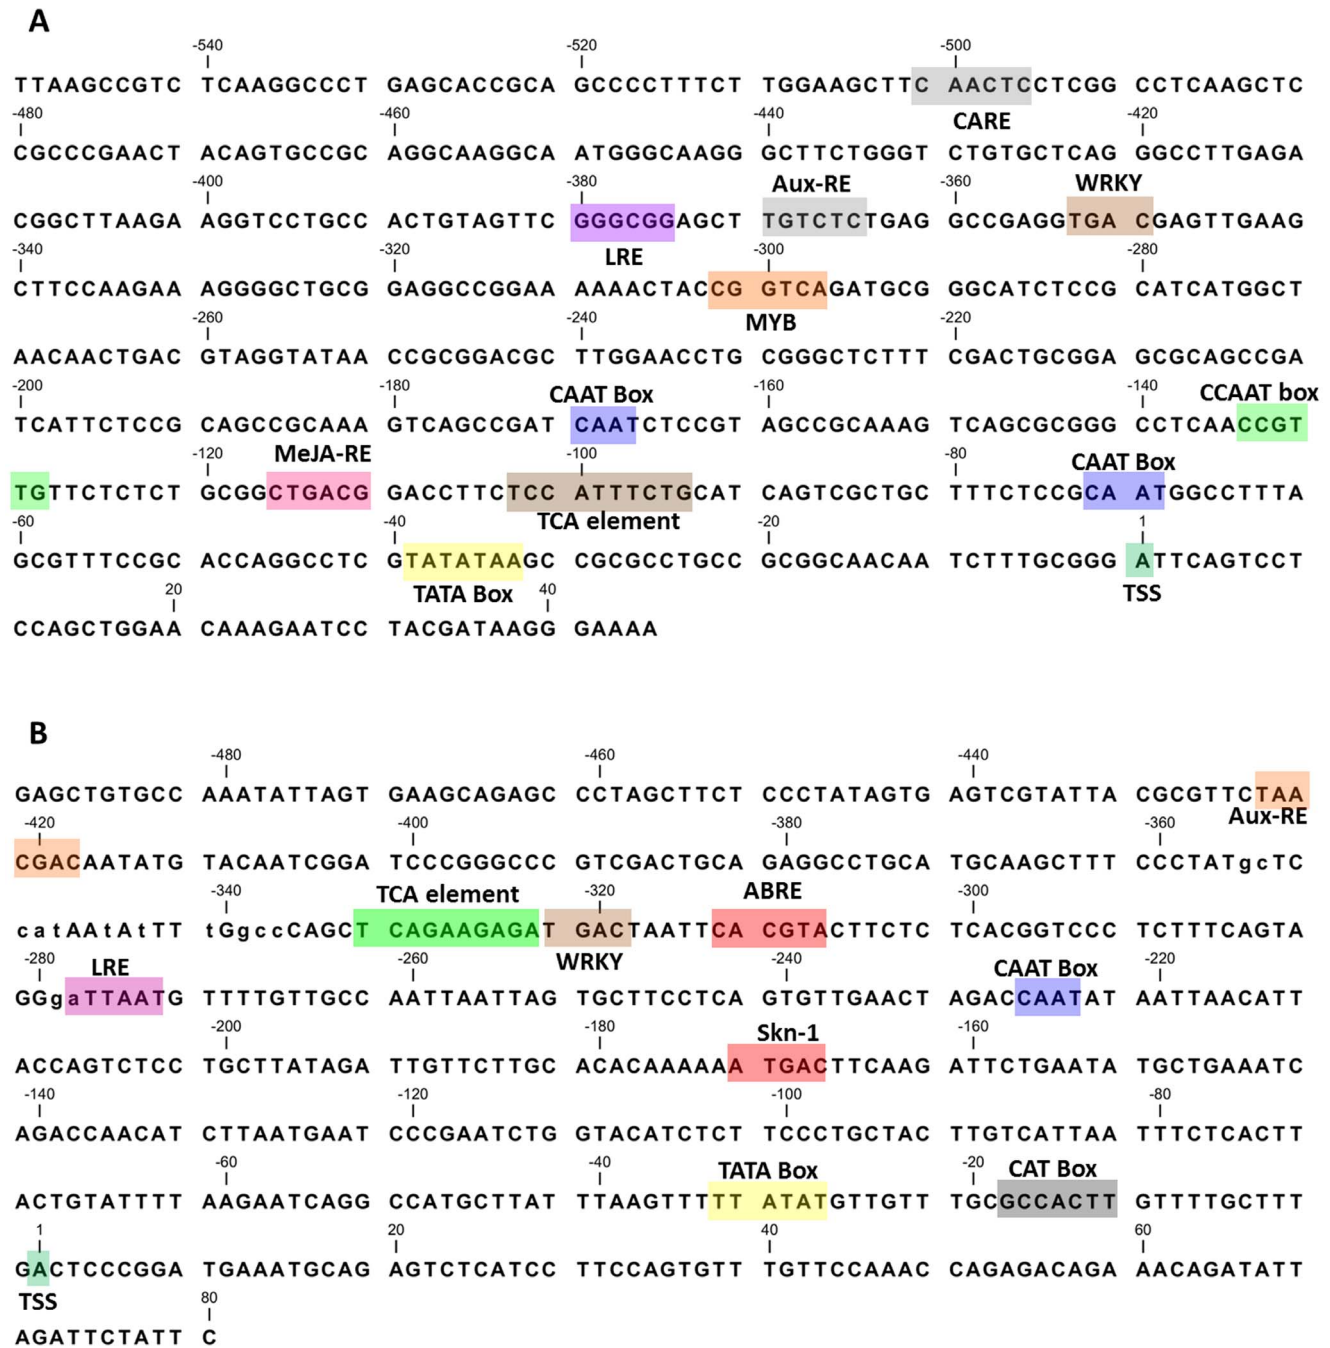 A
-540 -520 -500
TTAAGCCGTC TCAAGGCCCT GAGCACCGCA GCCCCTTTCT TGGAAGCTTC AACTCCTCGG CCTCAAGCTC
CARE
-480 -460 -440 -420
CGCCCGAACT ACAGTGCCGC AGGCAAGGCA ATGGGCAAGG GCTTCTGGGT CTGTGCTCAG GGCCTTGAGA
-400 -380 Aux-RE -360 WRKY
CGGCTTAAGA AGGTCCTGCC ACTGTAGTTC GGGCGGAGCT TGTCTCTGAG GCCGAGGTGA CGAGTTGAAG
LRE
-340 -320 -300 -280
CTTCCAAGAA AGGGGCTGCG GAGGCCGGAA AAAACTACCG GTCAGATGCG GGCATCTCCG CATCATGGCT
MYB
-260 -240 -220
AACAACTGAC GTAGGTATAA CCGCGGACGC TTGGAACCTG CGGGCTCTTT CGACTGCGGA GCGCAGCCGA
-200 -180 CAAT Box -160 -140 CCAAT box
TCATTCTCCG CAGCCGCAAA GTCAGCCGAT CAATCTCCGT AGCCGCAAAG TCAGCGCGGG CCTCAACCGT
-120 MeJA-RE -100 -80 CAAT Box
TGTTCTCTCT GCGGCTGACG GACCTTCTCC ATTTCTGCAT CAGTCGCTGC TTTCTCCGCA ATGGCCTTTA
TCA element
-60 -40 -20 1
GCGTTTCCGC ACCAGGCCTC GTATATAAGC CGCGCCTGCC GCGGCAACAA TCTTTGCGGG ATTCAGTCCT
TATA Box TSS
20 40
CCAGCTGGAA CAAAGAATCC TACGATAAGG GAAAA
B
-480 -460 -440
GAGCTGTGCC AAATATTAGT GAAGCAGAGC CCTAGCTTCT CCCTATAGTG AGTCGTATTA CGCGTTCTAA
Aux-RE
-420 -400 -380 -360
CGACAATATG TACAATCGGA TCCCGGGCCC GTCGACTGCA GAGGCCTGCA TGCAAGCTTT CCCTATgcTC
-340 TCA element -320 ABRE -300
catAAtAtTT tGgccCAGCT CAGAAGAGAT GACTAATTCA CGTACTTCTC TCACGGTCCC TCTTTCAGTA
WRKY
-280 LRE -260 -240 CAAT Box -220
GGgaTTAATG TTTTGTTGCC AATTAATTAG TGCTTCCTCA GTGTTGAACT AGACCAATAT AATTAACATT
-200 -180 Skn-1 -160
ACCAGTCTCC TGCTTATAGA TTGTTCTTGC ACACAAAAAA TGACTTCAAG ATTCTGAATA TGCTGAAATC
-140 -120 -100 -80
AGACCAACAT CTTAATGAAT CCCGAATCTG GTACATCTCT TCCCTGCTAC TTGTCATTAA TTTCTCACTT
-60 -40 TATA Box -20 CAT Box
ACTGTATTTT AAGAATCAGG CCATGCTTAT TTAAGTTTTT ATATGTTGTT TGCGCCACTT GTTTTGCTTT
1 20 40 60
GACTCCCGGA TGAAATGCAG AGTCTCATCC TTCCAGTGTT TGTTCCAAAC CAGAGACAGA AACAGATATT
TSS 80
AGATTCTATT C